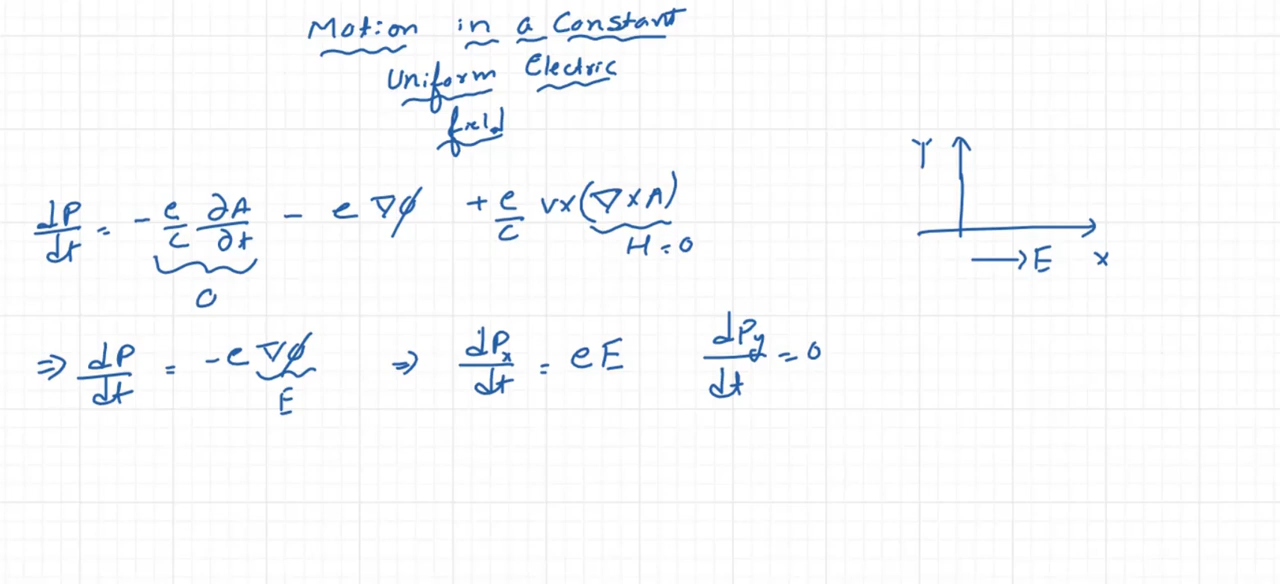 Motion in a Constant
Uniform Electric
field
Y
dP/dt = -e/c ∂A/∂t - e∇φ + e/c v×(∇×A)
H=0
→E x
0
⇒ dP/dt = -e∇φ ⇒ dPx/dt = eE dPy/dt = 0
E